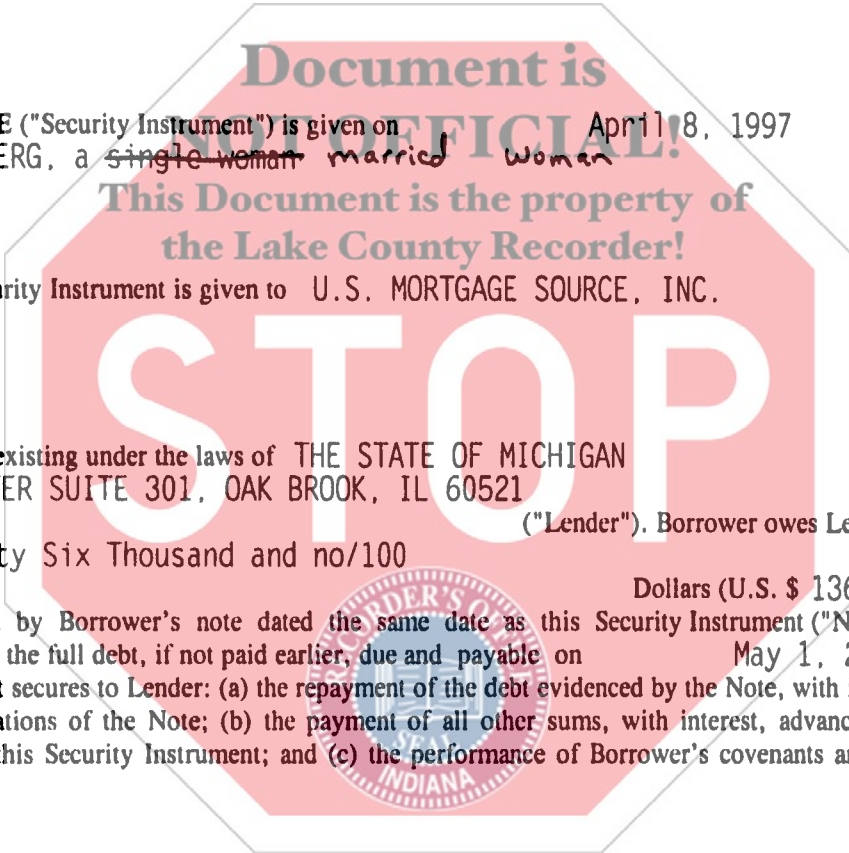 Document is
E ("Security Instrument") is given on April 8, 1997
NOT OFFICIAL!
ERG, a single woman married woman
This Document is the property of
the Lake County Recorder!
rity Instrument is given to U.S. MORTGAGE SOURCE, INC.
STOP
existing under the laws of THE STATE OF MICHIGAN
ER SUITE 301, OAK BROOK, IL 60521
("Lender"). Borrower owes Le
ty Six Thousand and no/100
Dollars (U.S. $ 136
by Borrower's note dated the same date as this Security Instrument ("N
the full debt, if not paid earlier, due and payable on May 1, 2
t secures to Lender: (a) the repayment of the debt evidenced by the Note, with
ations of the Note; (b) the payment of all other sums, with interest, advanc
this Security Instrument; and (c) the performance of Borrower's covenants a
RECORDER'S OFFICE
SEAL
INDIANA